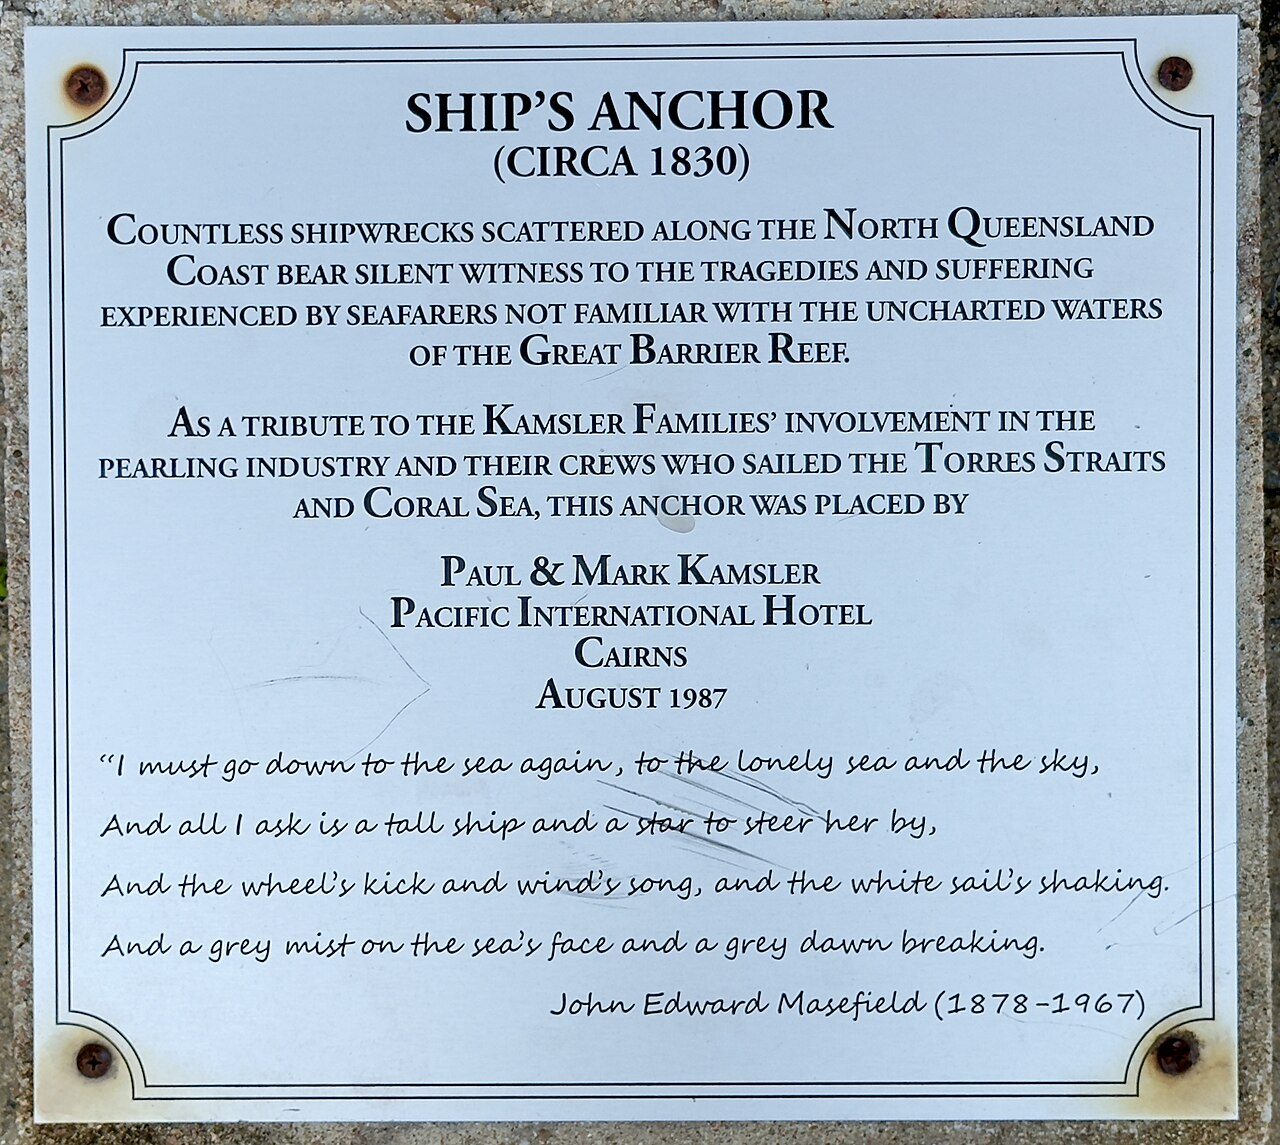 SHIP'S ANCHOR
(CIRCA 1830)
COUNTLESS SHIPWRECKS SCATTERED ALONG THE NORTH QUEENSLAND
COAST BEAR SILENT WITNESS TO THE TRAGEDIES AND SUFFERING
EXPERIENCED BY SEAFARERS NOT FAMILIAR WITH THE UNCHARTED WATERS
OF THE GREAT BARRIER REEF.
AS A TRIBUTE TO THE KAMSLER FAMILIES' INVOLVEMENT IN THE
PEARLING INDUSTRY AND THEIR CREWS WHO SAILED THE TORRES STRAITS
AND CORAL SEA, THIS ANCHOR WAS PLACED BY
PAUL & MARK KAMSLER
PACIFIC INTERNATIONAL HOTEL
CAIRNS
AUGUST 1987
“I must go down to the sea again, to the lonely sea and the sky,
And all I ask is a tall ship and a star to steer her by,
And the wheel's kick and wind's song, and the white sail's shaking.
And a grey mist on the sea's face and a grey dawn breaking.
John Edward Masefield (1878-1967)